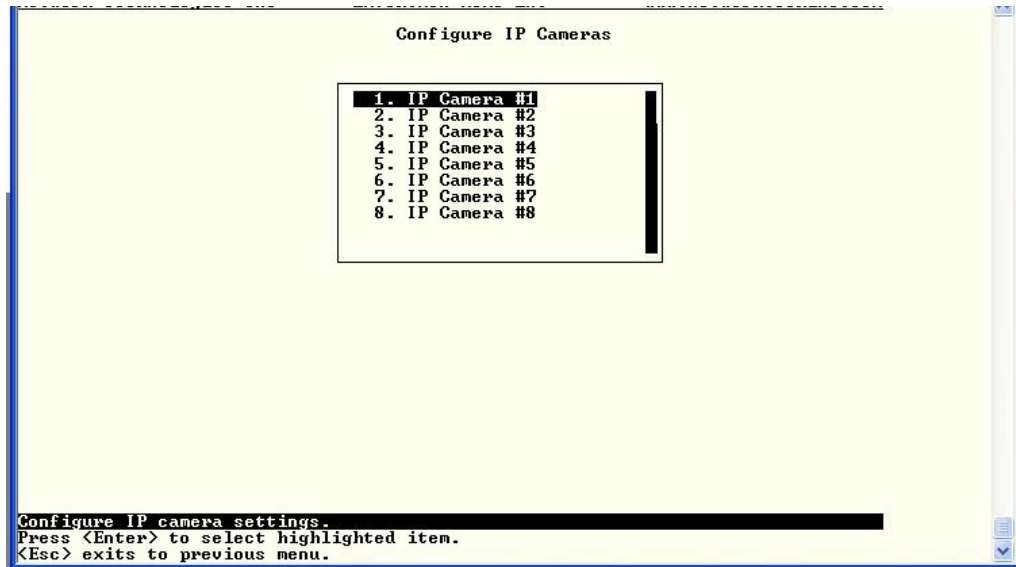 Configure IP Cameras
1. IP Camera #1
2. IP Camera #2
3. IP Camera #3
4. IP Camera #4
5. IP Camera #5
6. IP Camera #6
7. IP Camera #7
8. IP Camera #8
Configure IP camera settings.
Press <Enter> to select highlighted item.
<Esc> exits to previous menu.